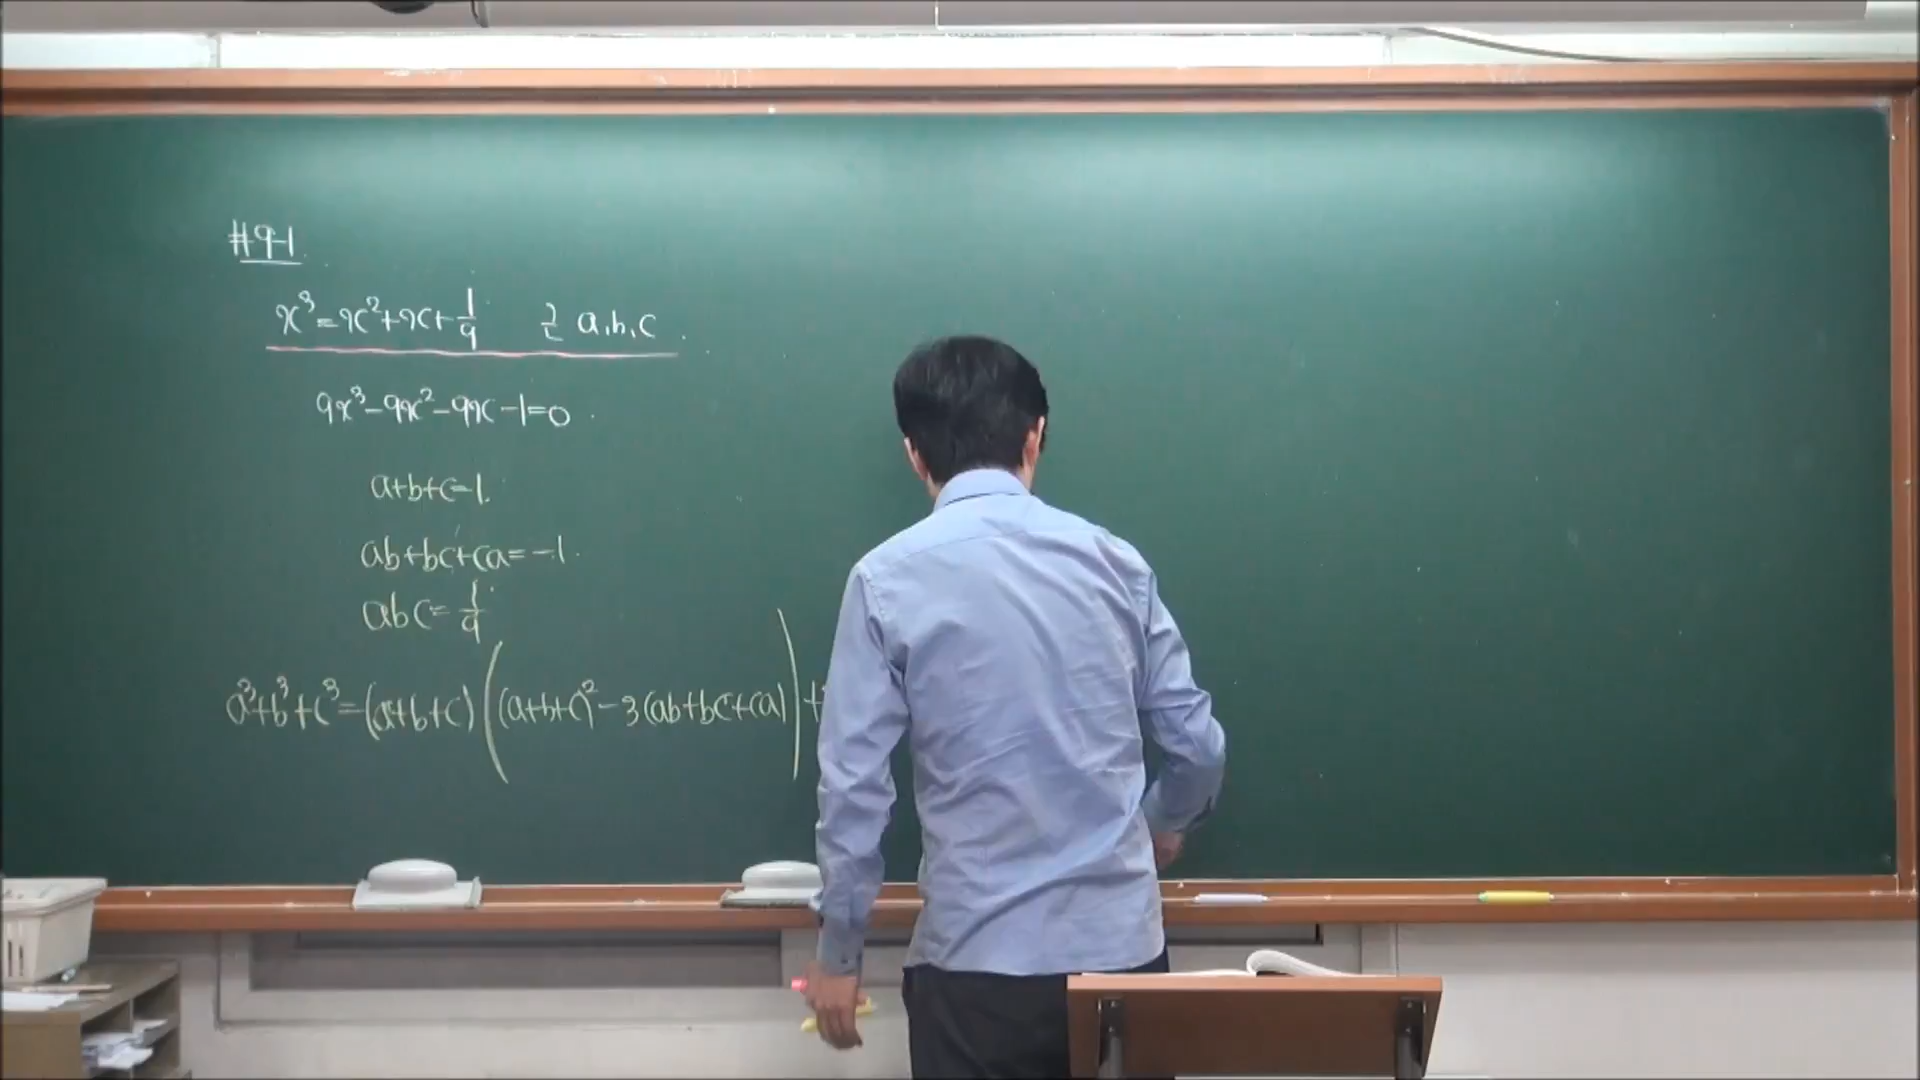 #9-1
x³=x²+x+1/9 근 a,b,c
9x³-9x²-9x-1=0
a+b+c=1.
ab+bc+ca=-1.
abc=1/9
a³+b³+c³=(a+b+c)((a+b+c)²-3(ab+bc+ca))+